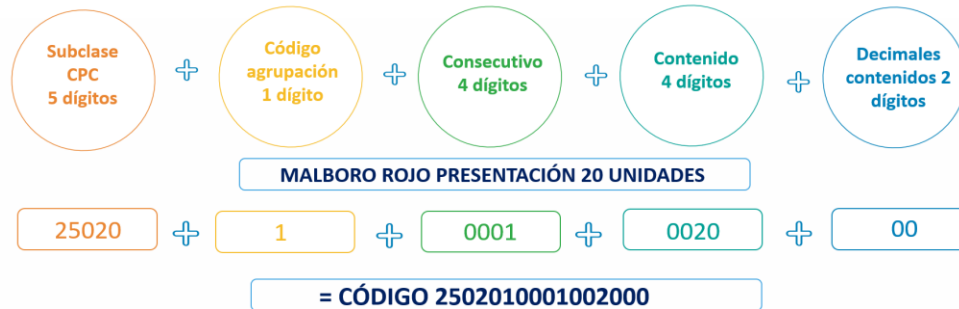 Subclase
CPC
5 dígitos
+
Código
agrupación
1 dígito
+
Consecutivo
4 dígitos
+
Contenido
4 dígitos
+
Decimales
contenidos 2
dígitos
MALBORO ROJO PRESENTACIÓN 20 UNIDADES
25020 + 1 + 0001 + 0020 + 00
= CÓDIGO 2502010001002000